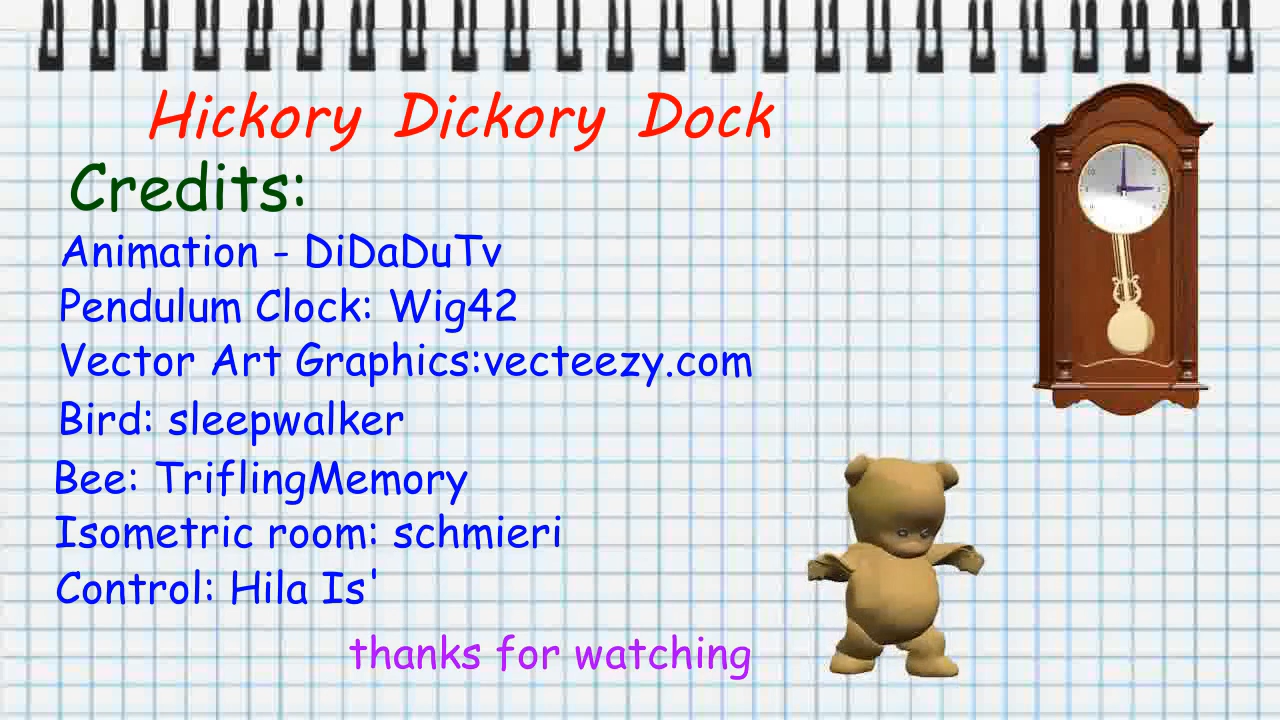 Hickory Dickory Dock
Credits:
Animation - DiDaDuTv
Pendulum Clock: Wig42
Vector Art Graphics:vecteezy.com
Bird: sleepwalker
Bee: TriflingMemory
Isometric room: schmieri
Control: Hila Is'
thanks for watching